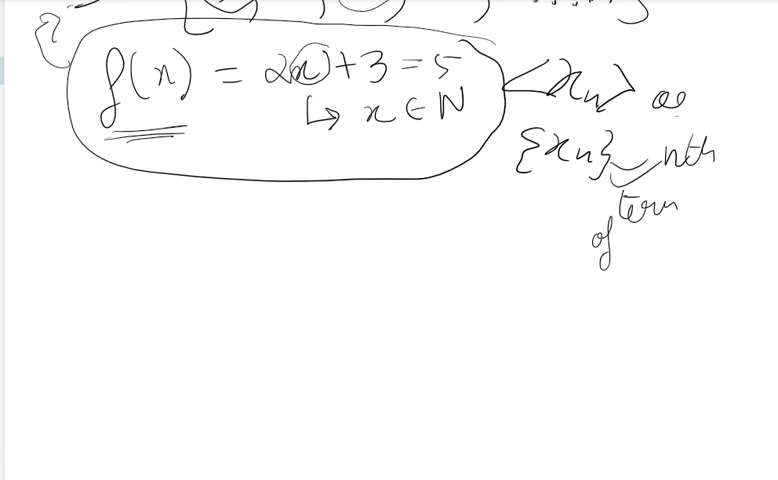 f(x) = 2x + 3 = 5
↳ x ∈ N
<xn> or
{xn} nth
term
of